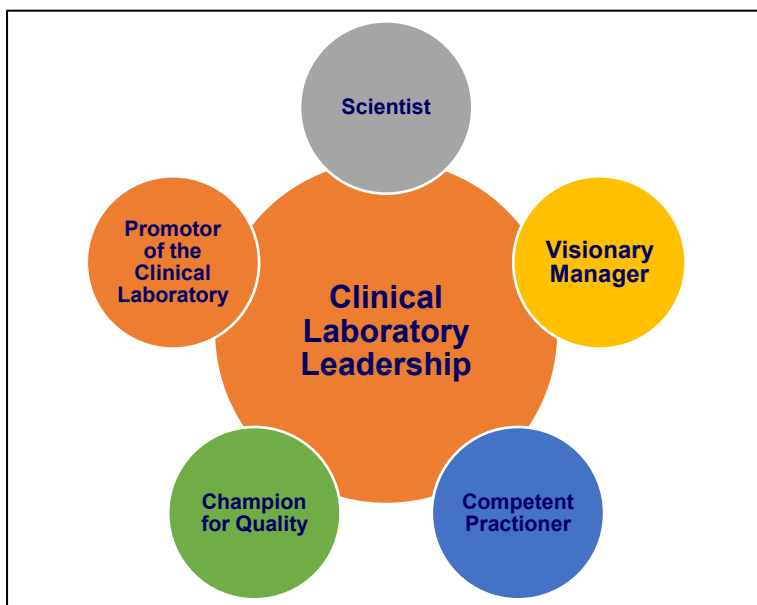 Scientist
Promotor
of the
Clinical
Laboratory
Visionary
Manager
Clinical
Laboratory
Leadership
Champion
for Quality
Competent
Practioner